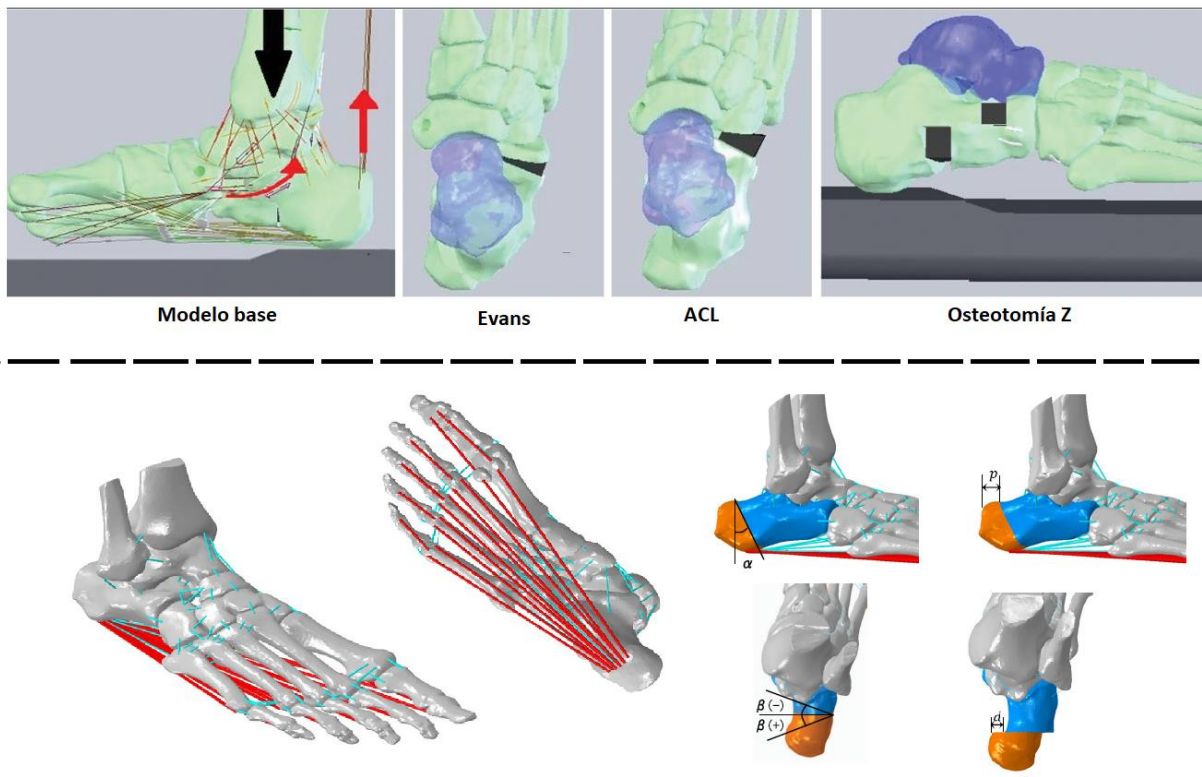 Modelo base
Evans
ACL
Osteotomía Z
α
p
β (-)
β (+)
d